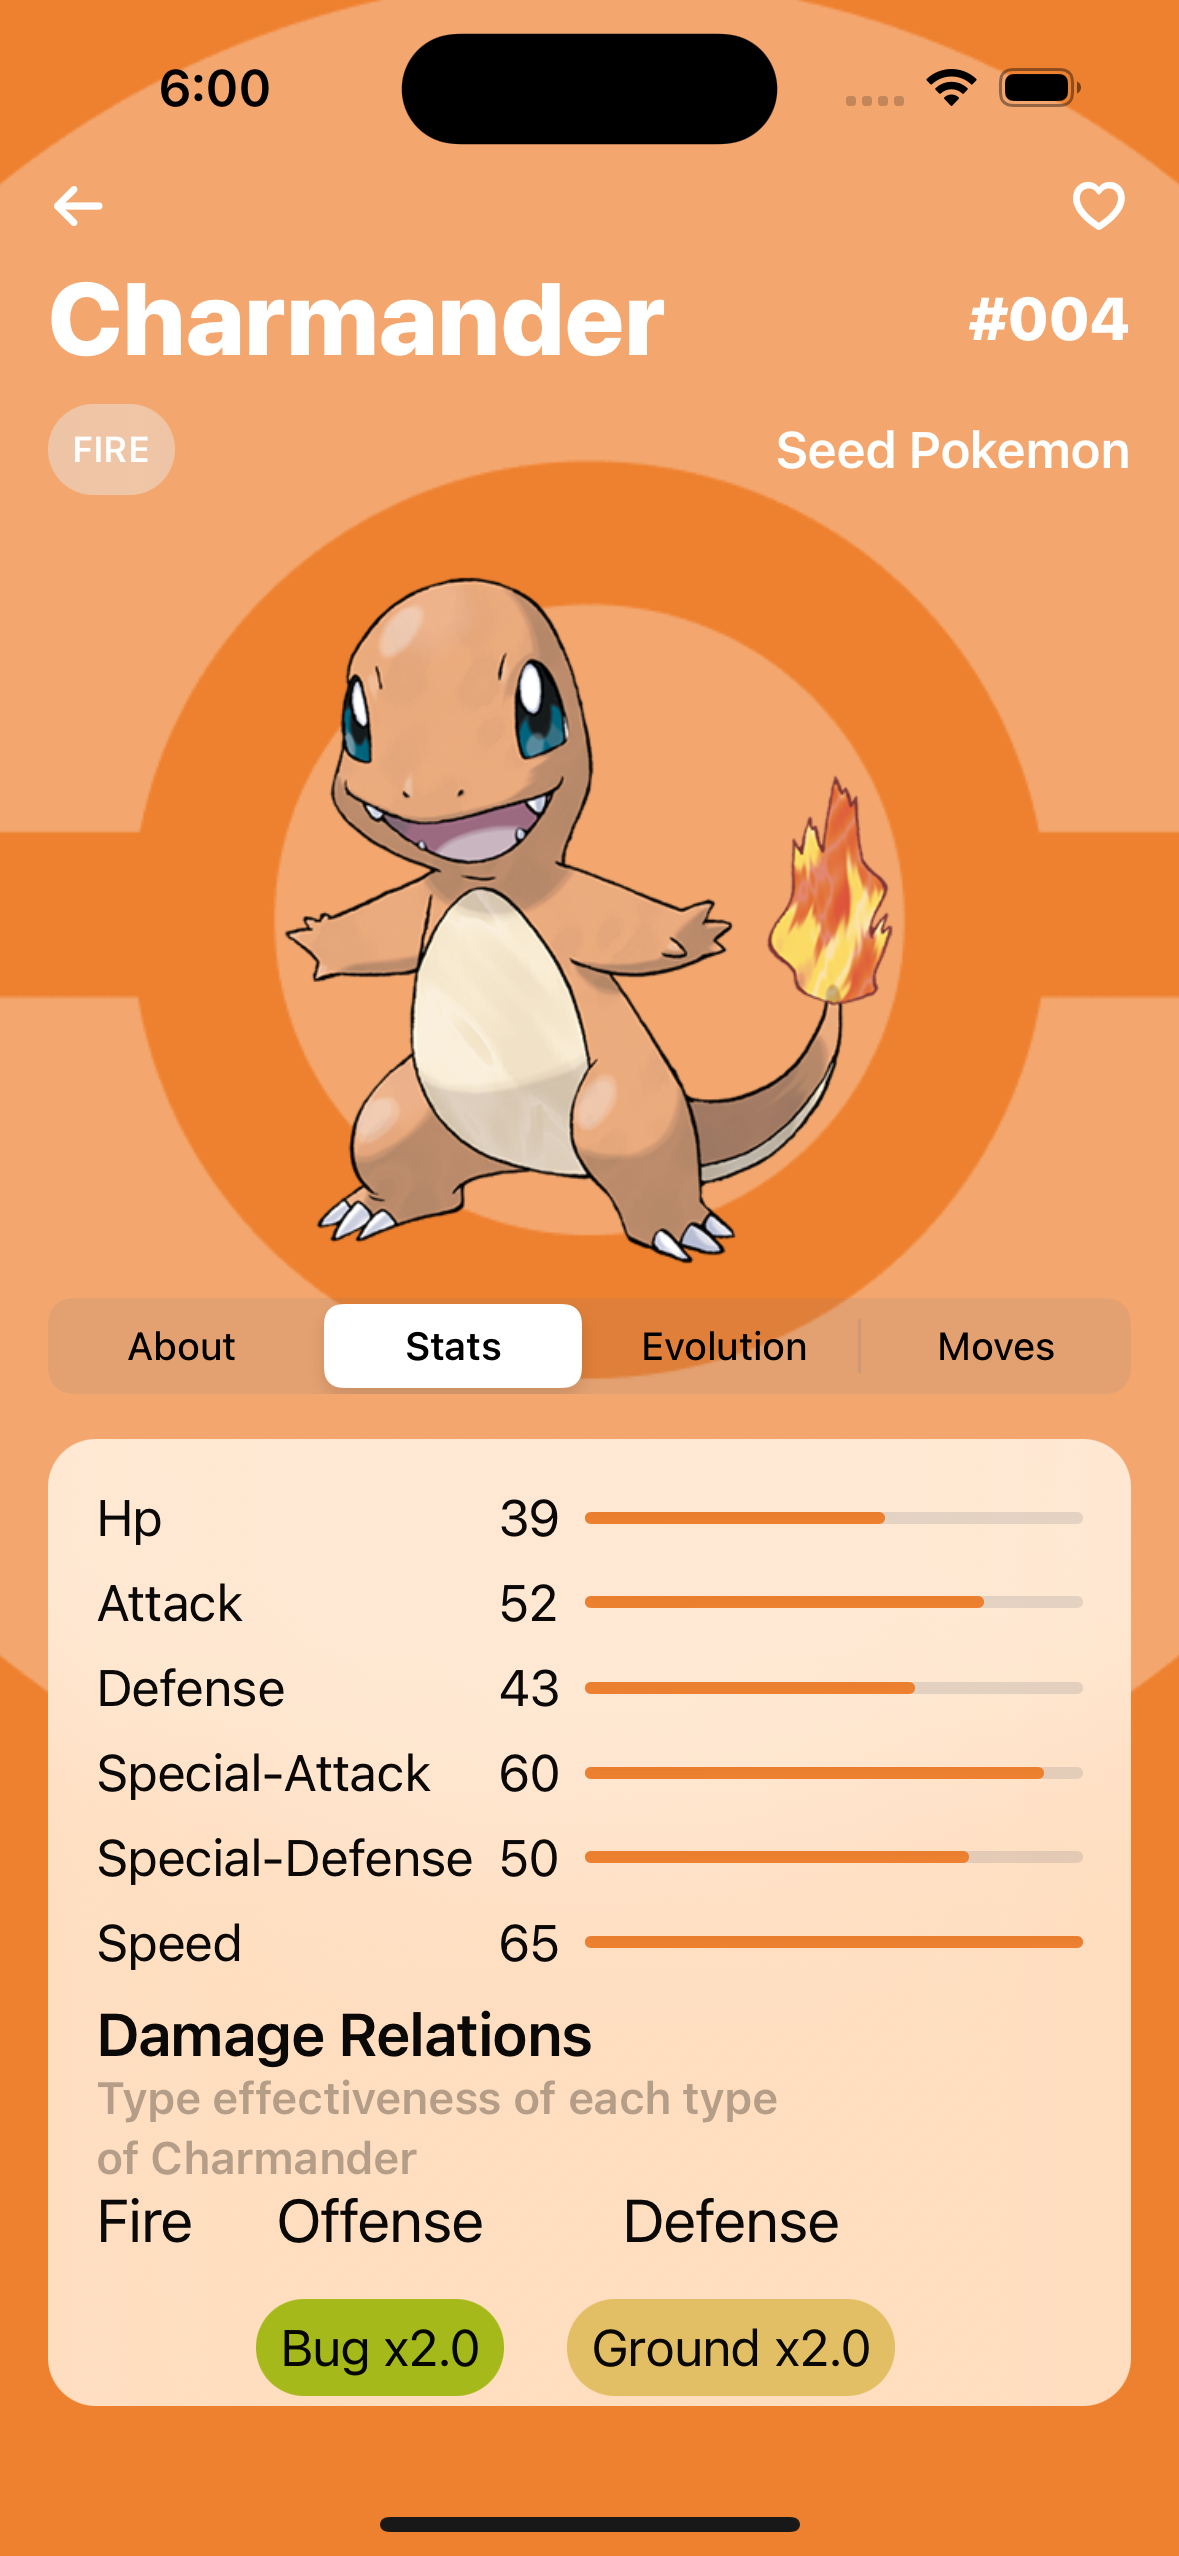 6:00
Charmander
#004
FIRE
Seed Pokemon
About Stats Evolution Moves
Hp 39
Attack 52
Defense 43
Special-Attack 60
Special-Defense 50
Speed 65
Damage Relations
Type effectiveness of each type
of Charmander
Fire Offense Defense
Bug x2.0 Ground x2.0